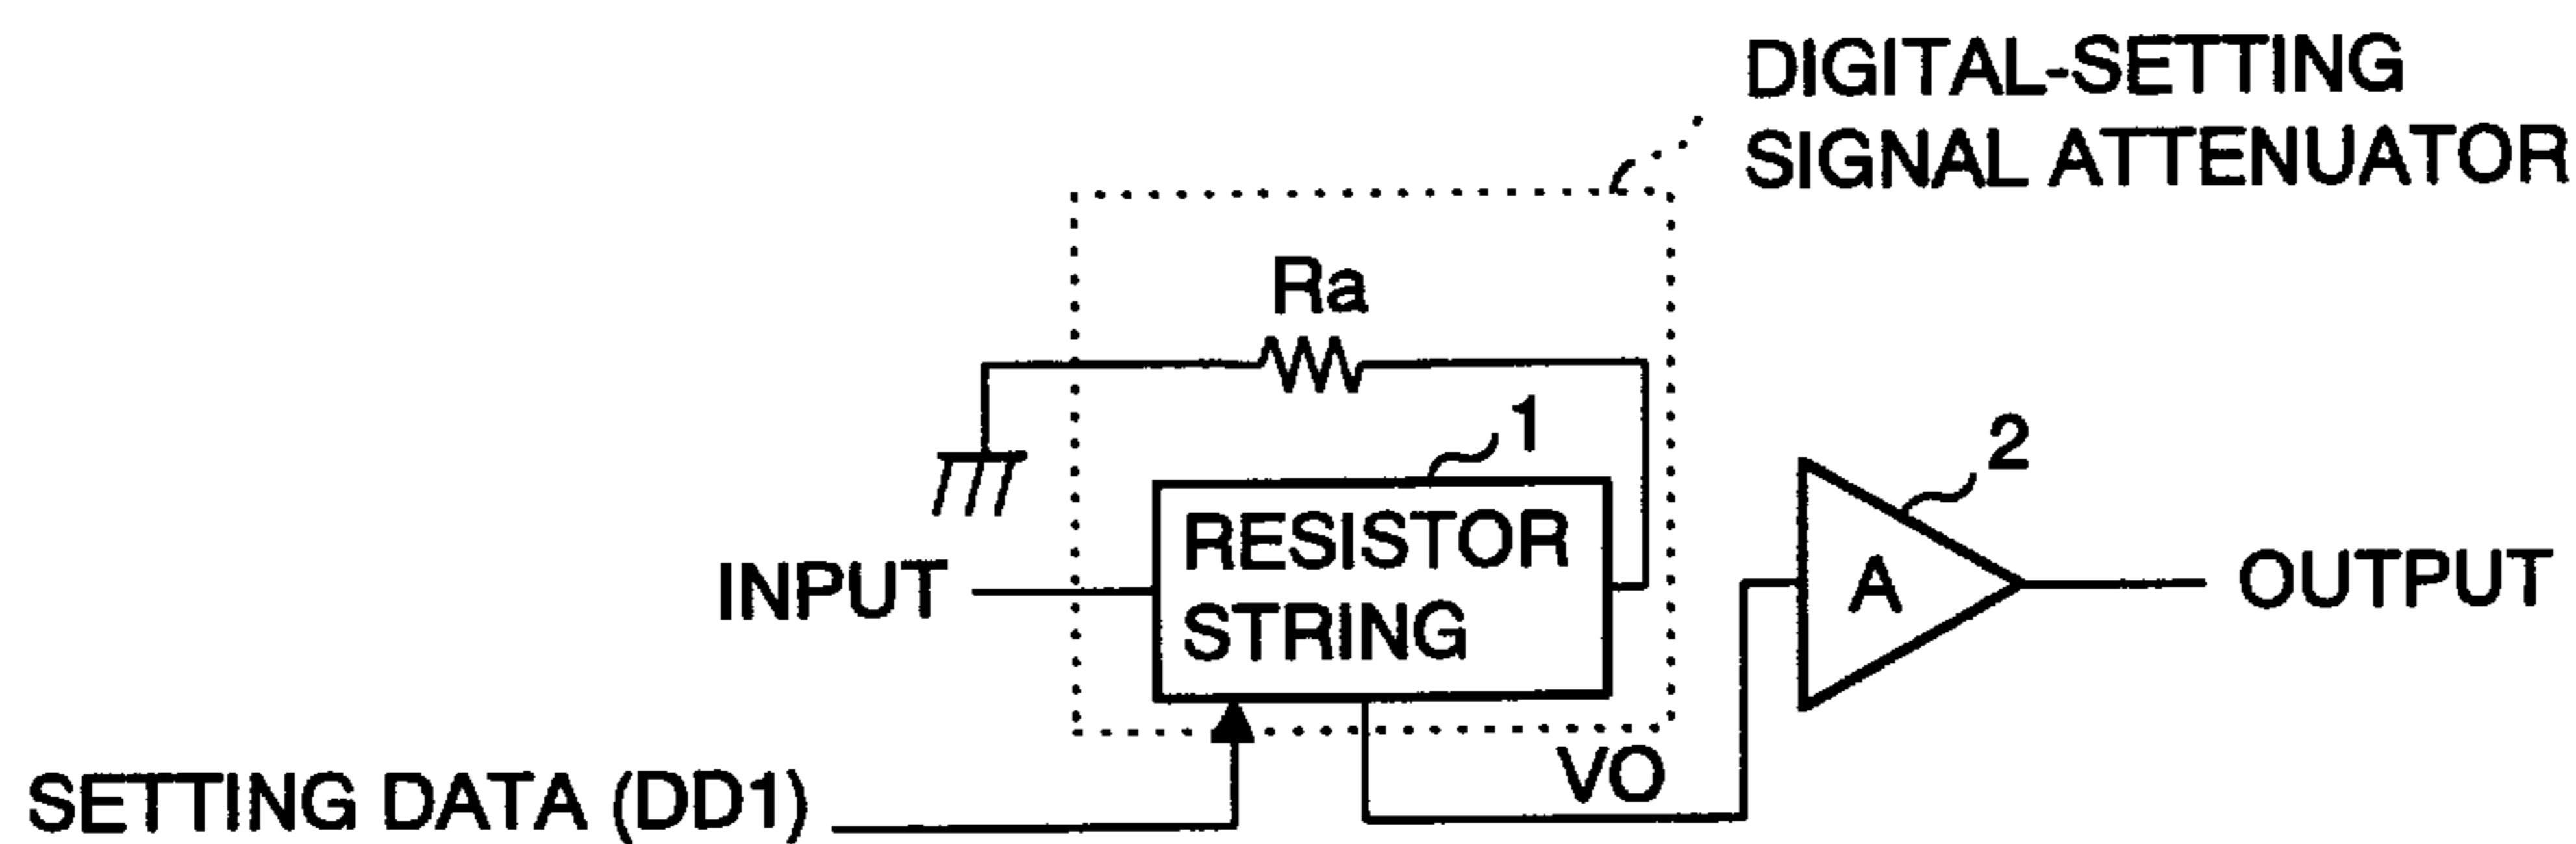 DIGITAL-SETTING
SIGNAL ATTENUATOR
Ra
1
2
RESISTOR
STRING
INPUT
A
OUTPUT
VO
SETTING DATA (DD1)